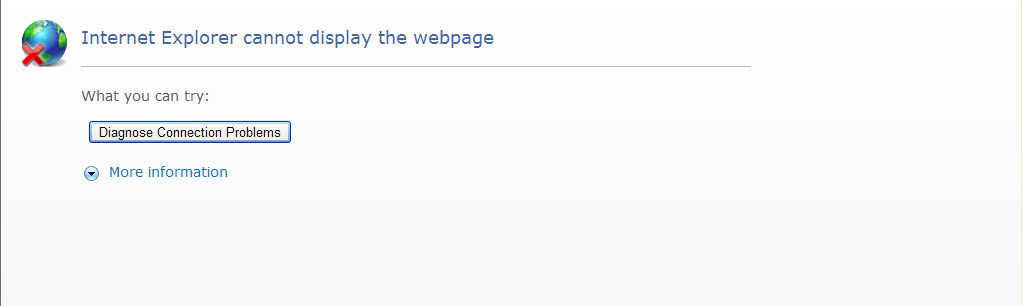 Internet Explorer cannot display the webpage
What you can try:
Diagnose Connection Problems
More information